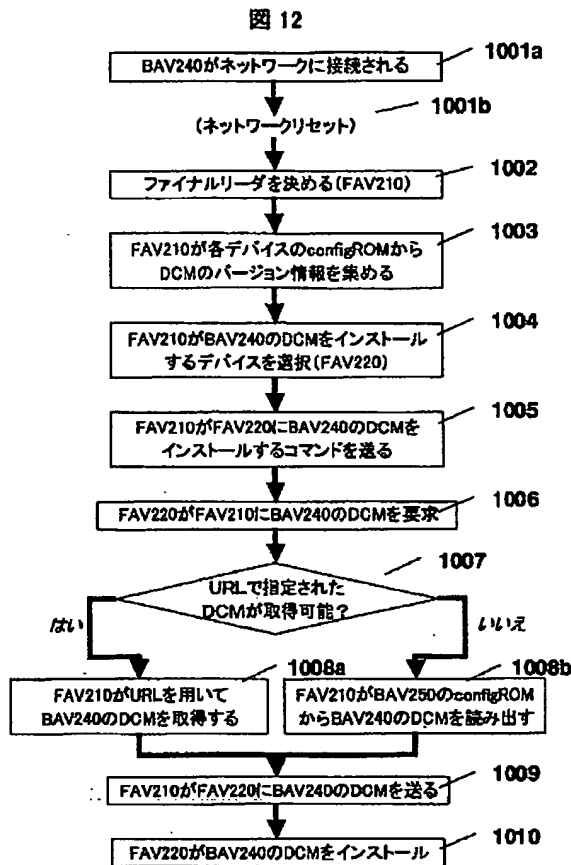 図 12
BAV240がネットワークに接続される
1001a
(ネットワークリセット)
1001b
ファイナルリーダを決める(FAV210)
1002
FAV210が各デバイスのconfigROMから
DCMのバージョン情報を集める
1003
FAV210がBAV240のDCMをインストール
するデバイスを選択(FAV220)
1004
FAV210がFAV220にBAV240のDCMを
インストールするコマンドを送る
1005
FAV220がFAV210にBAV240のDCMを要求
1006
URLで指定された
DCMが取得可能?
1007
はい
いいえ
FAV210がURLを用いて
BAV240のDCMを取得する
1008a
FAV210がBAV250のconfigROM
からBAV240のDCMを読み出す
1008b
FAV210がFAV220にBAV240のDCMを送る
1009
FAV220がBAV240のDCMをインストール
1010